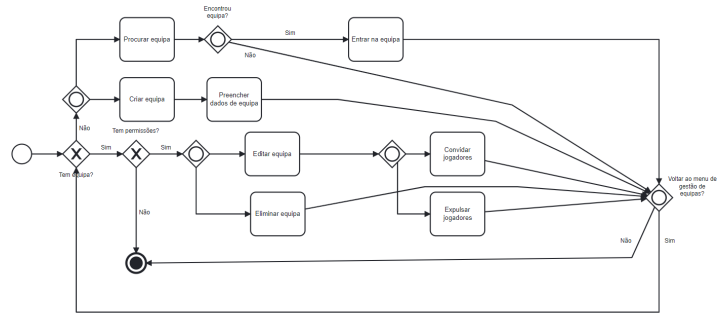 Encontrou
equipa?
Procurar equipa
Sim
Entrar na equipa
Não
Criar equipa
Preencher
dados de equipa
Não
Tem permissões?
Sim
Sim
Editar equipa
Convidar
jogadores
Tem equipa?
Voltar ao menu de
gestão de
equipas?
Não
Eliminar equipa
Expulsar
jogadores
Não
Sim